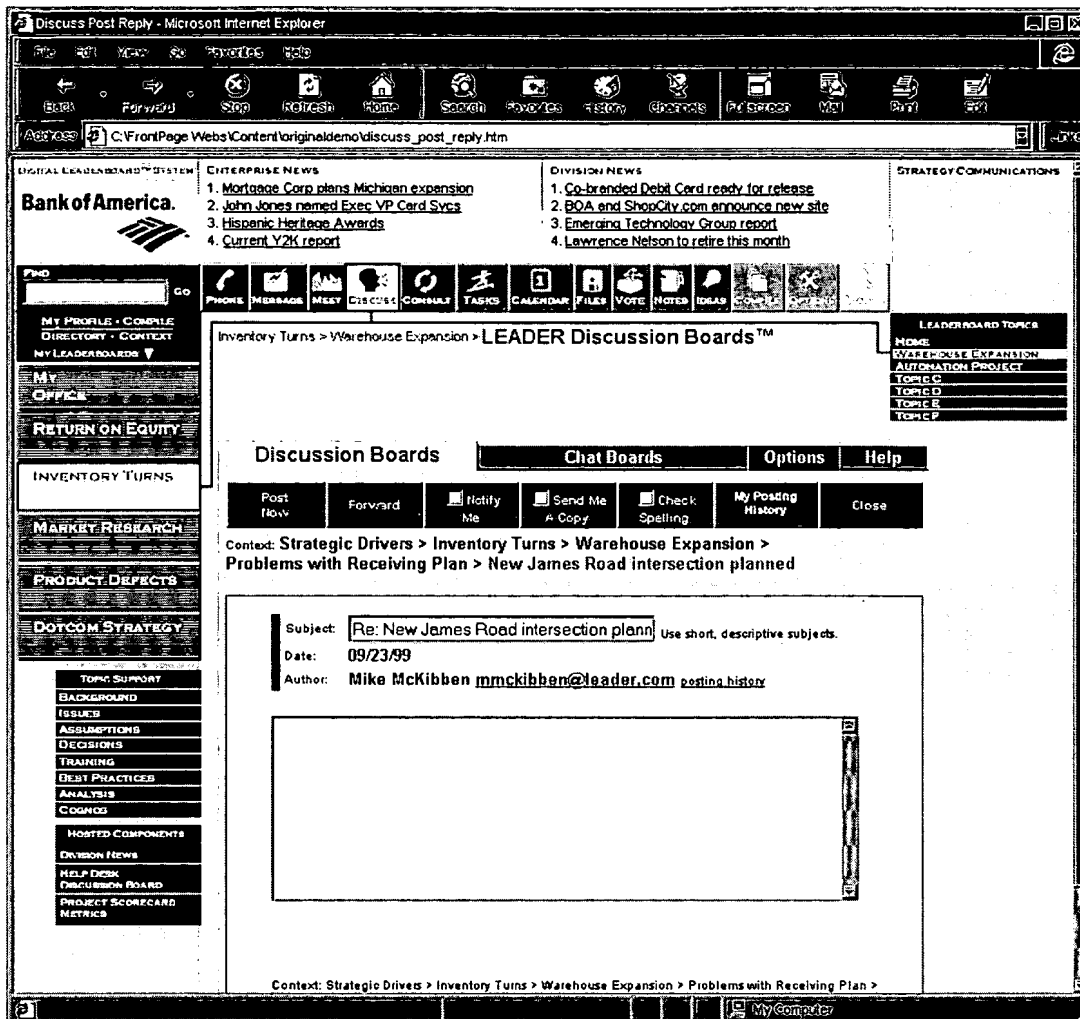 Discuss Post Reply - Microsoft Internet Explorer
File Edit View Go Favorites Help
Back Forward Stop Refresh Home Search Favorites History Channels Fullscreen Mail Print Edit
Address C:\FrontPage Webs\Content\originaldemo\discuss_post_reply.htm Links
DIGITAL LEADERBOARD™ SYSTEM
Bank of America.
ENTERPRISE NEWS
1. Mortgage Corp plans Michigan expansion
2. John Jones named Exec VP Card Svcs
3. Hispanic Heritage Awards
4. Current Y2K report
DIVISION NEWS
1. Co-branded Debit Card ready for release
2. BOA and ShopCity.com announce new site
3. Emerging Technology Group report
4. Lawrence Nelson to retire this month
STRATEGY COMMUNICATIONS
FIND
GO
PHONE MESSAGE MEET DISCUSS CONSULT TASKS CALENDAR FILES VOTE NOTES IDEAS
MY PROFILE • COMPILE
DIRECTORY • CONTEXT
MY LEADERBOARDS ▼
MY
OFFICE
RETURN ON EQUITY
INVENTORY TURNS
MARKET RESEARCH
PRODUCT DEFECTS
DOTCOM STRATEGY
TOPIC SUPPORT
BACKGROUND
ISSUES
ASSUMPTIONS
DECISIONS
TRAINING
BEST PRACTICES
ANALYSIS
COGNOS
HOSTED COMPONENTS
DIVISION NEWS
HELP DESK
DISCUSSION BOARD
PROJECT SCORECARD
METRICS
Inventory Turns > Warehouse Expansion > LEADER Discussion Boards™
LEADERBOARD TOPICS
HOME
WAREHOUSE EXPANSION
AUTOMATION PROJECT
TOPIC C
TOPIC D
TOPIC E
TOPIC F
Discussion Boards Chat Boards Options Help
Post Now Forward Notify Me Send Me A Copy Check Spelling My Posting History Close
Context: Strategic Drivers > Inventory Turns > Warehouse Expansion >
Problems with Receiving Plan > New James Road intersection planned
Subject: Re: New James Road intersection plann Use short, descriptive subjects.
Date: 09/23/99
Author: Mike McKibben mmckibben@leader.com posting history
Context: Strategic Drivers > Inventory Turns > Warehouse Expansion > Problems with Receiving Plan >
My Computer